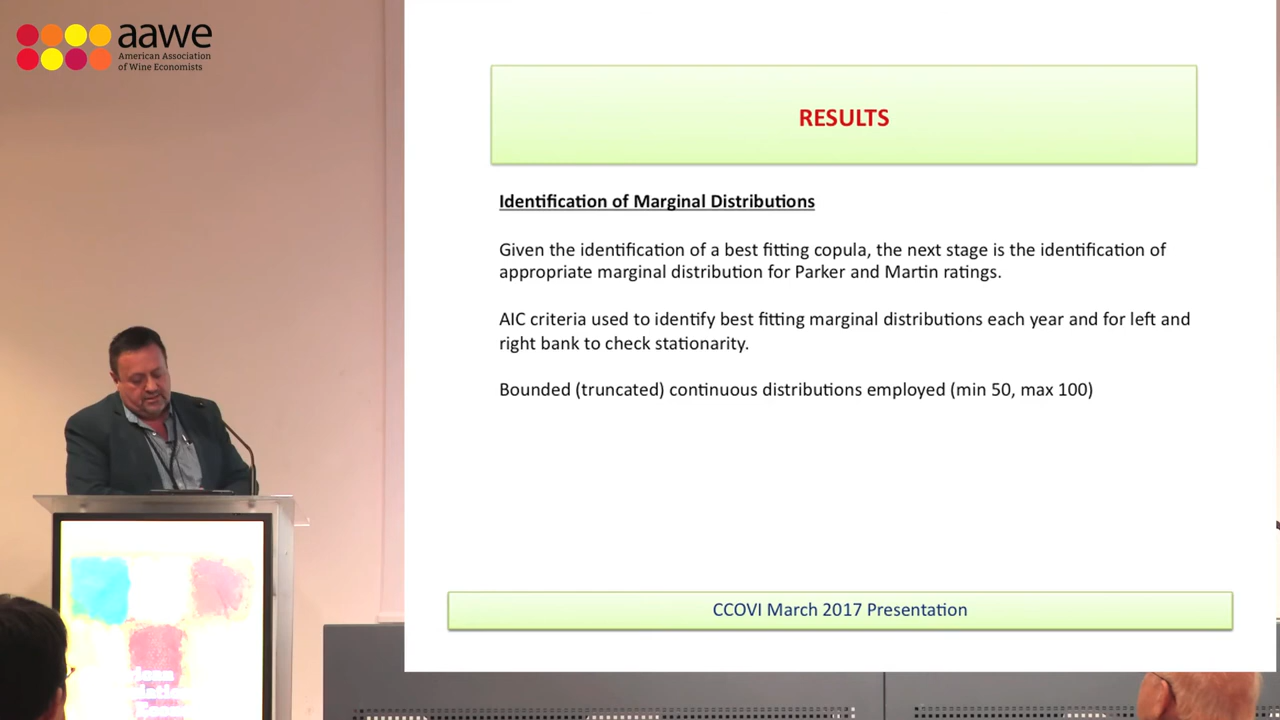 aawe
American Association
of Wine Economists
RESULTS
Identification of Marginal Distributions
Given the identification of a best fitting copula, the next stage is the identification of
appropriate marginal distribution for Parker and Martin ratings.
AIC criteria used to identify best fitting marginal distributions each year and for left and
right bank to check stationarity.
Bounded (truncated) continuous distributions employed (min 50, max 100)
CCOVI March 2017 Presentation